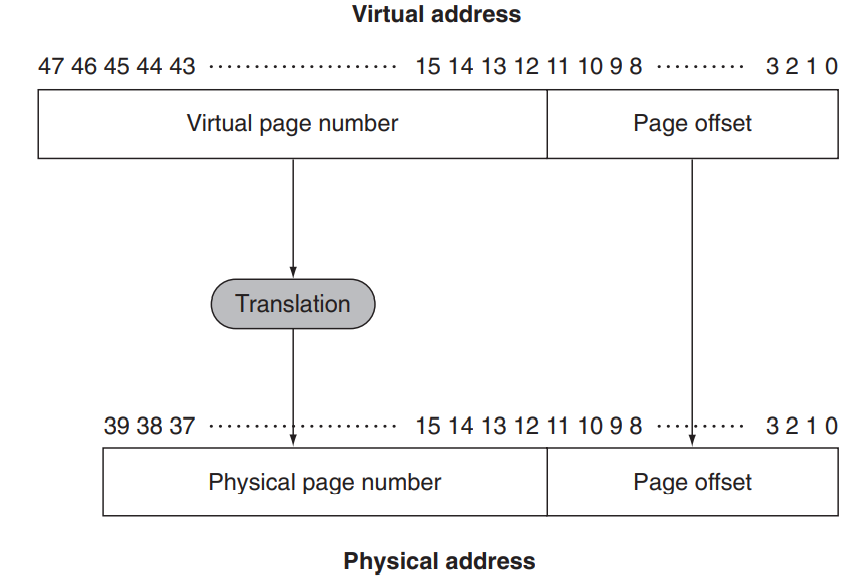 Virtual address
47 46 45 44 43 ····················· 15 14 13 12 11 10 9 8 ·········· 3 2 1 0
Virtual page number Page offset
Translation
39 38 37 ····················· 15 14 13 12 11 10 9 8 ·········· 3 2 1 0
Physical page number Page offset
Physical address